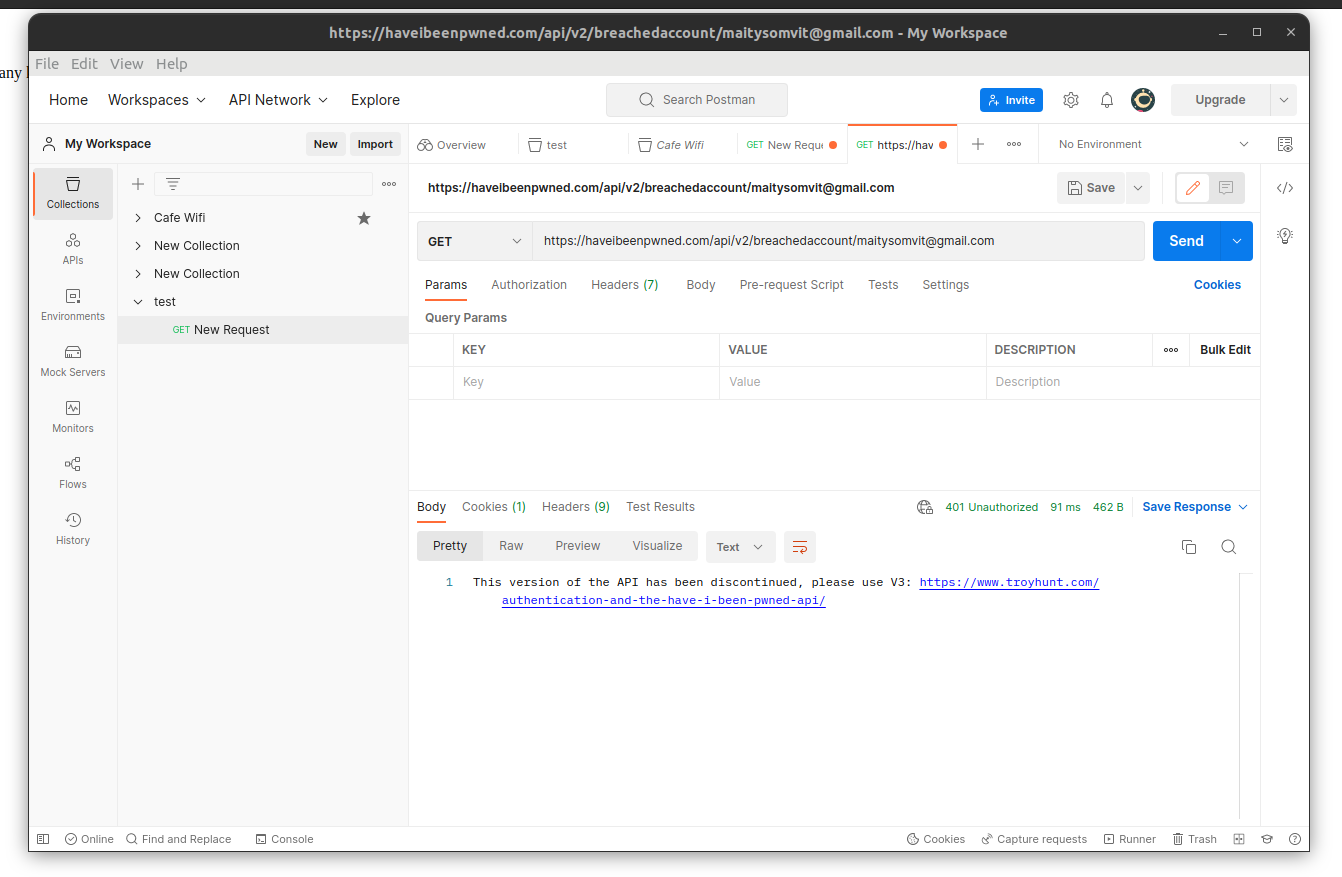 https://haveibeenpwned.com/api/v2/breachedaccount/maitysomvit@gmail.com - My Workspace
File Edit View Help
any
Home Workspaces API Network Explore Search Postman Invite Upgrade
My Workspace New Import Overview test Cafe Wifi GET New Reque GET https://hav No Environment
Collections
Cafe Wifi
New Collection
New Collection
test
GET New Request
APIs
Environments
Mock Servers
Monitors
Flows
History
https://haveibeenpwned.com/api/v2/breachedaccount/maitysomvit@gmail.com Save
GET https://haveibeenpwned.com/api/v2/breachedaccount/maitysomvit@gmail.com Send
Params Authorization Headers (7) Body Pre-request Script Tests Settings Cookies
Query Params
KEY VALUE DESCRIPTION Bulk Edit
Key Value Description
Body Cookies (1) Headers (9) Test Results 401 Unauthorized 91 ms 462 B Save Response
Pretty Raw Preview Visualize Text
1 This version of the API has been discontinued, please use V3: https://www.troyhunt.com/
authentication-and-the-have-i-been-pwned-api/
Online Find and Replace Console Cookies Capture requests Runner Trash